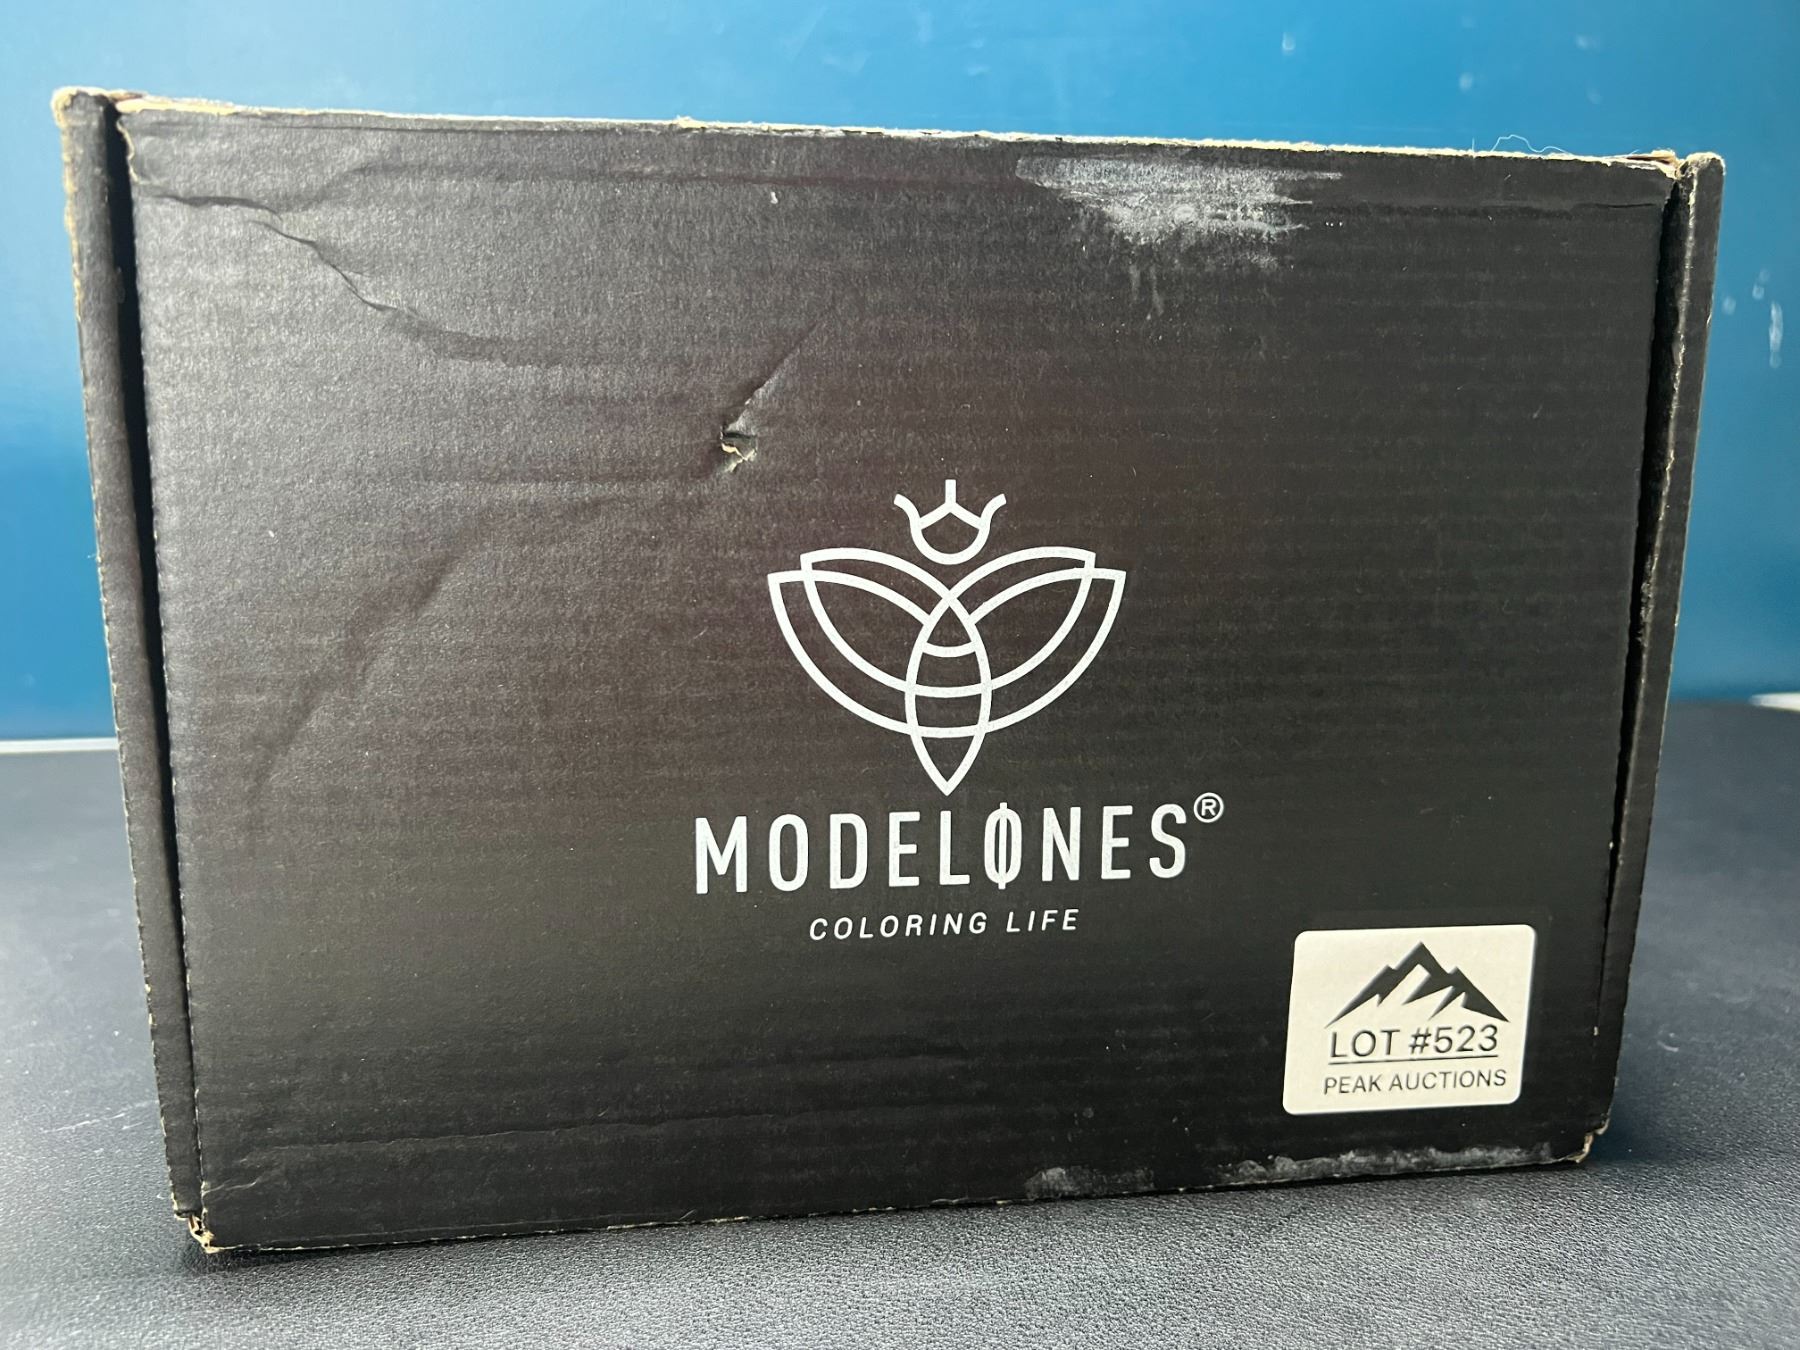 MODELØNES®
COLORING LIFE
LOT #523
PEAK AUCTIONS